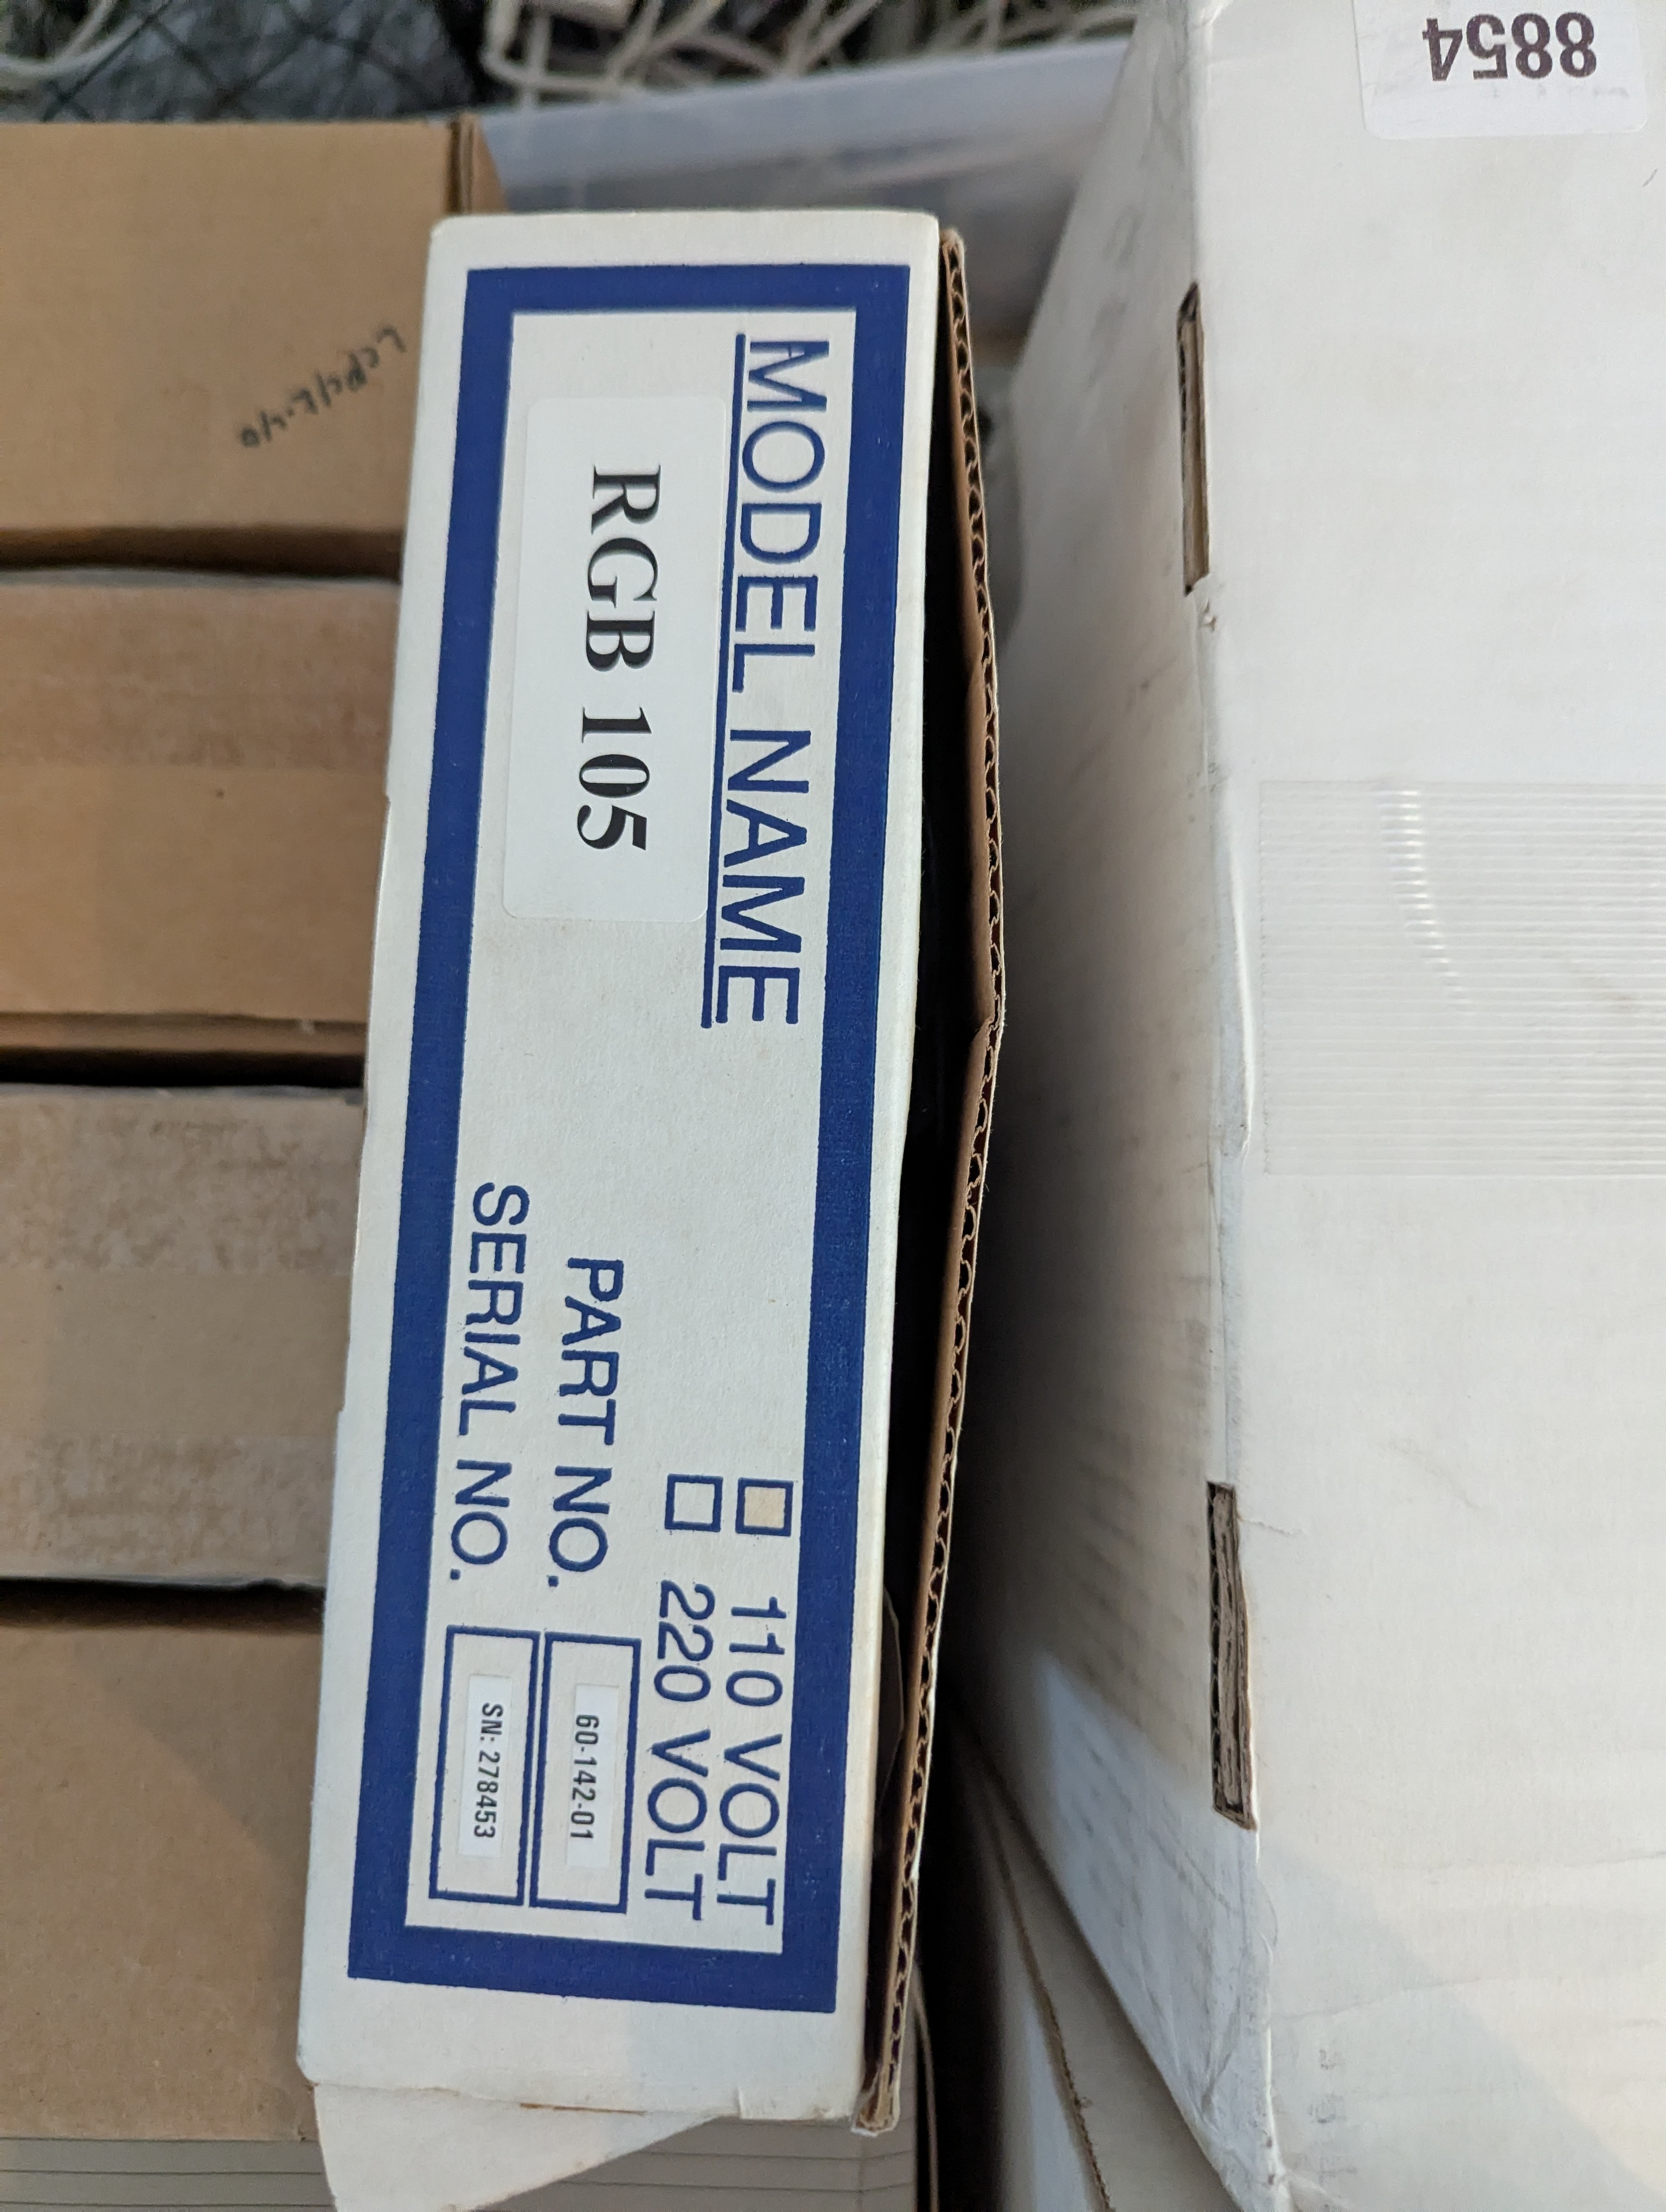 MODEL NAME
RGB 105
110 VOLT
220 VOLT
PART NO. 60-142-01
SERIAL NO. SN: 278453
8854